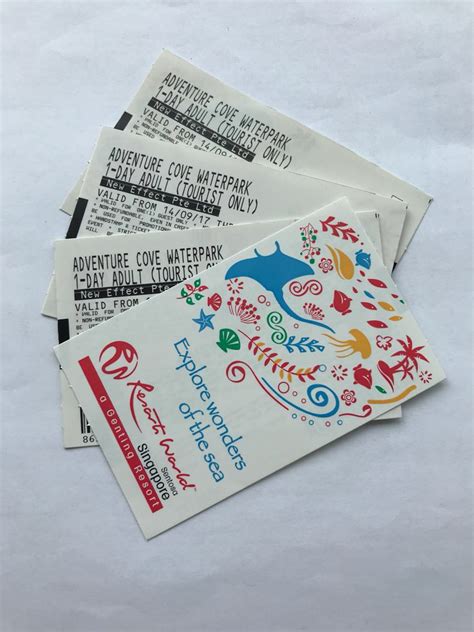 ADVENTURE COVE WATERPARK
1-DAY ADULT (TOURIST ONLY)
New Effect Pte Ltd
VALID FROM 14/09/
ADVENTURE COVE WATERPARK
1-DAY ADULT (TOURIST ONLY)
New Effect Pte Ltd
VALID FROM 14/09/17
ADVENTURE COVE WATERPARK
1-DAY ADULT (TOURIST ONLY)
New Effect Pte
VALID FROM
Explore wonders
of the sea
RW
Resorts World
Sentosa
Singapore
a Genting Resort